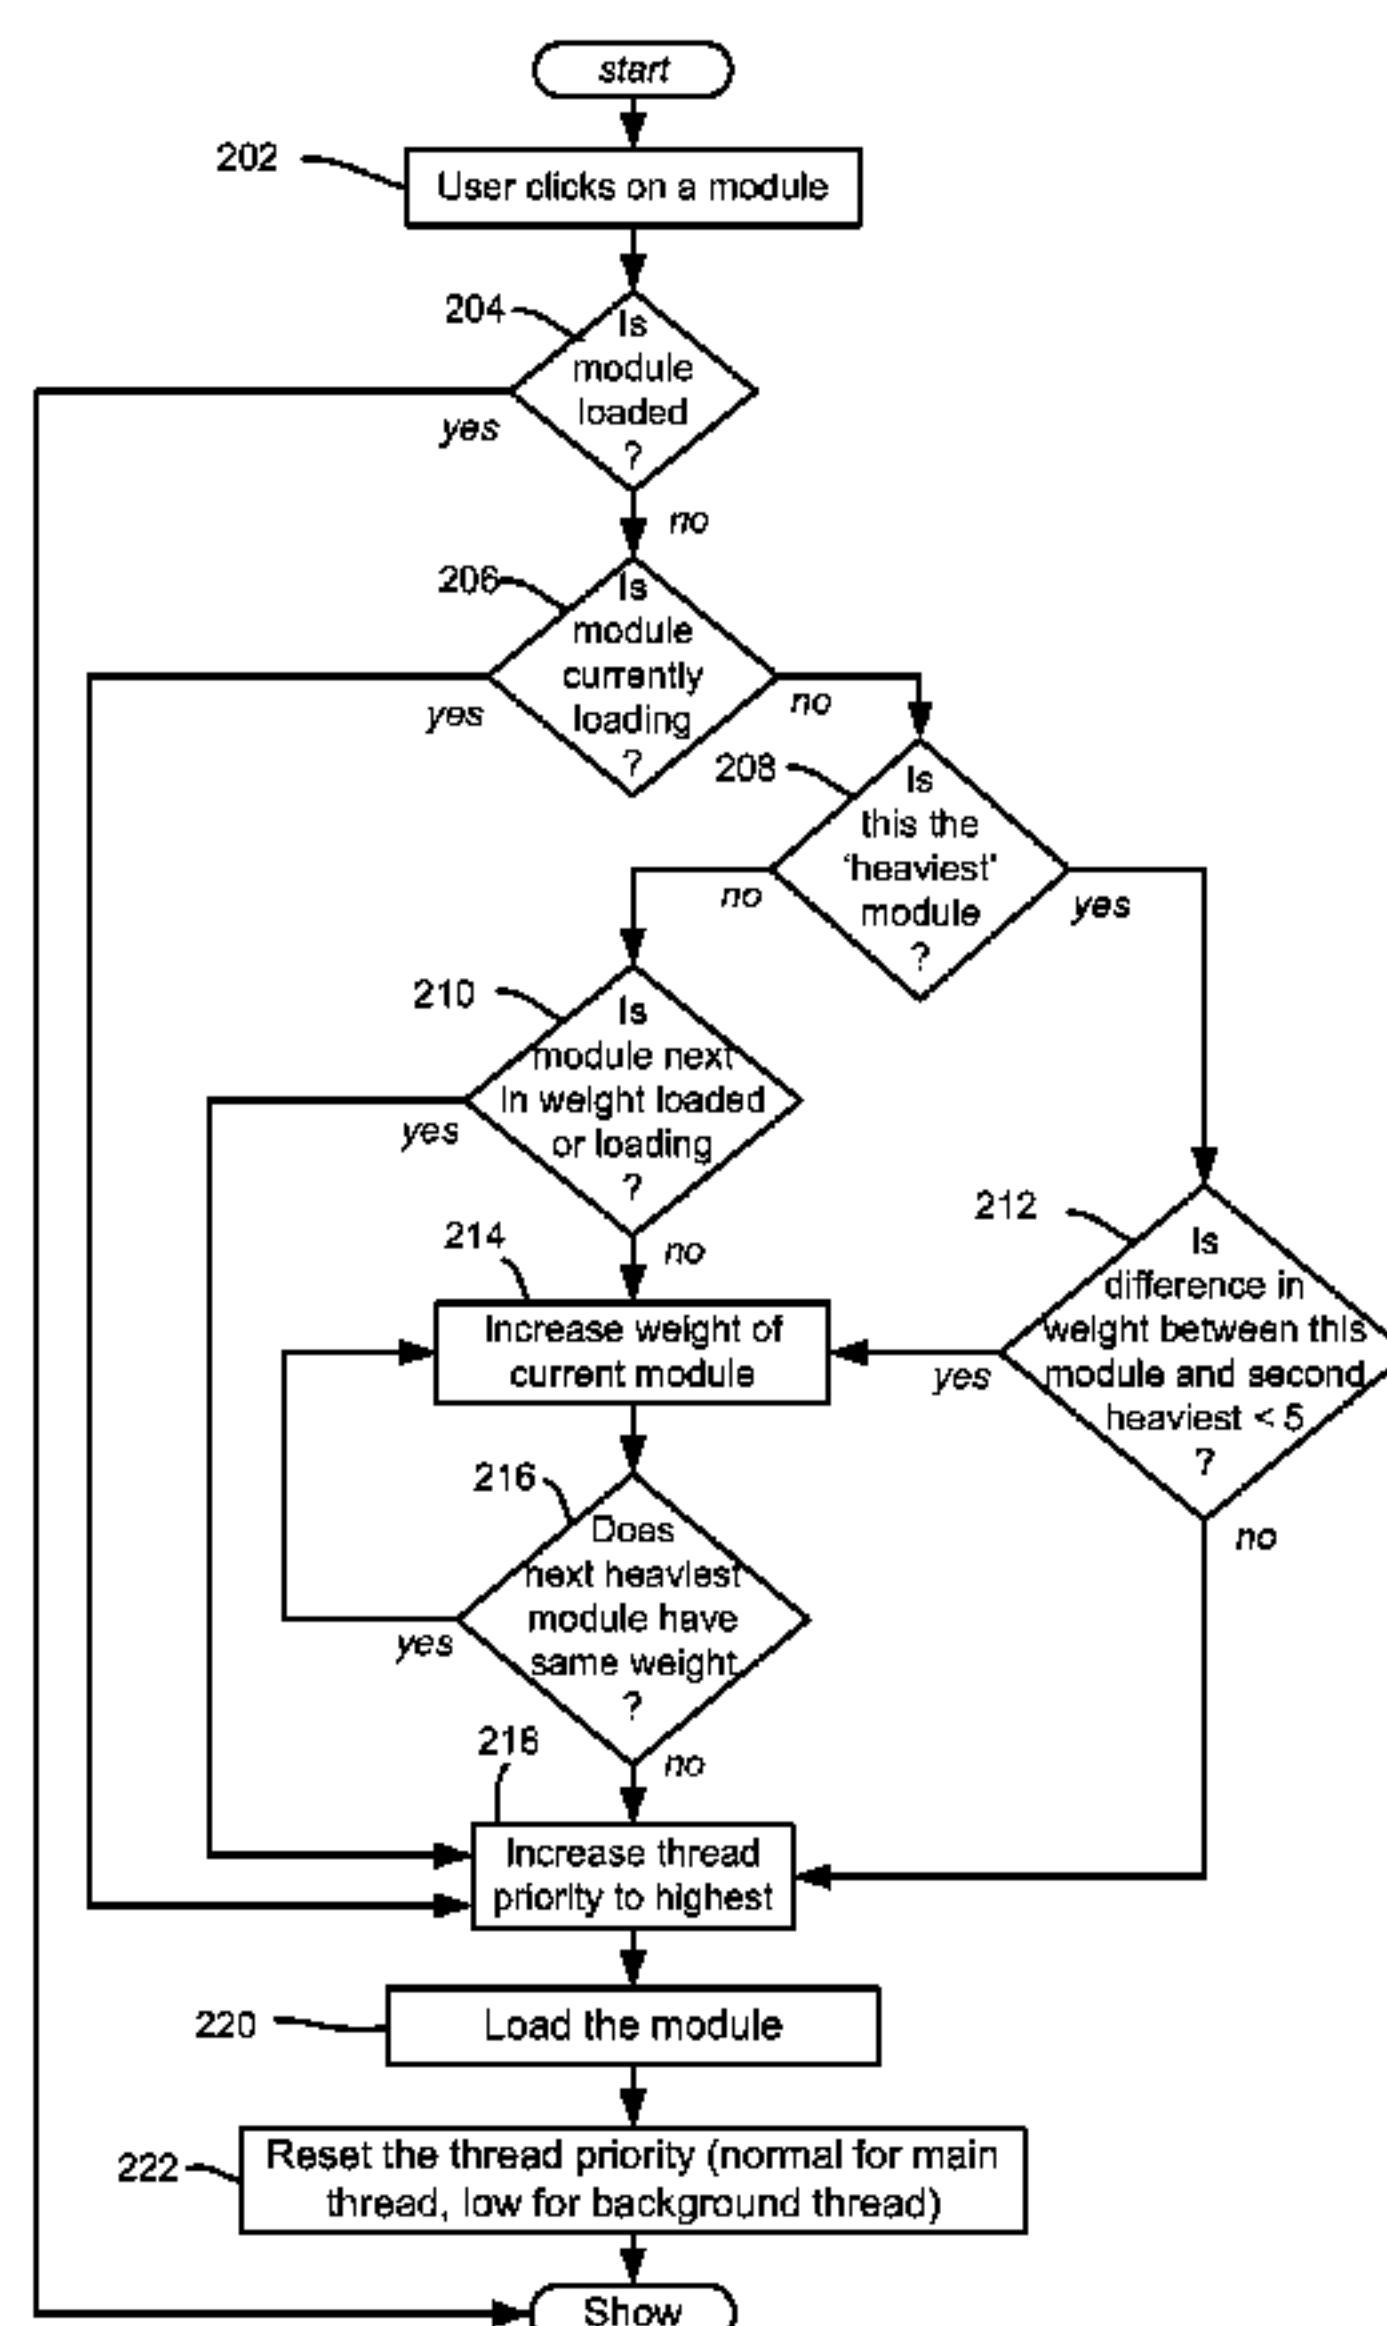 start
202
User clicks on a module
204
Is
module
loaded
?
yes
no
206
Is
module
currently
loading
?
yes
no
208
Is
this the
‘heaviest'
module
?
no
yes
210
Is
module next
in weight loaded
or loading
?
yes
no
212
Is
difference in
weight between this
module and second
heaviest < 5
?
yes
no
214
Increase weight of
current module
216
Does
next heaviest
module have
same weight
?
yes
no
218
Increase thread
priority to highest
220
Load the module
222
Reset the thread priority (normal for main
thread, low for background thread)
Show